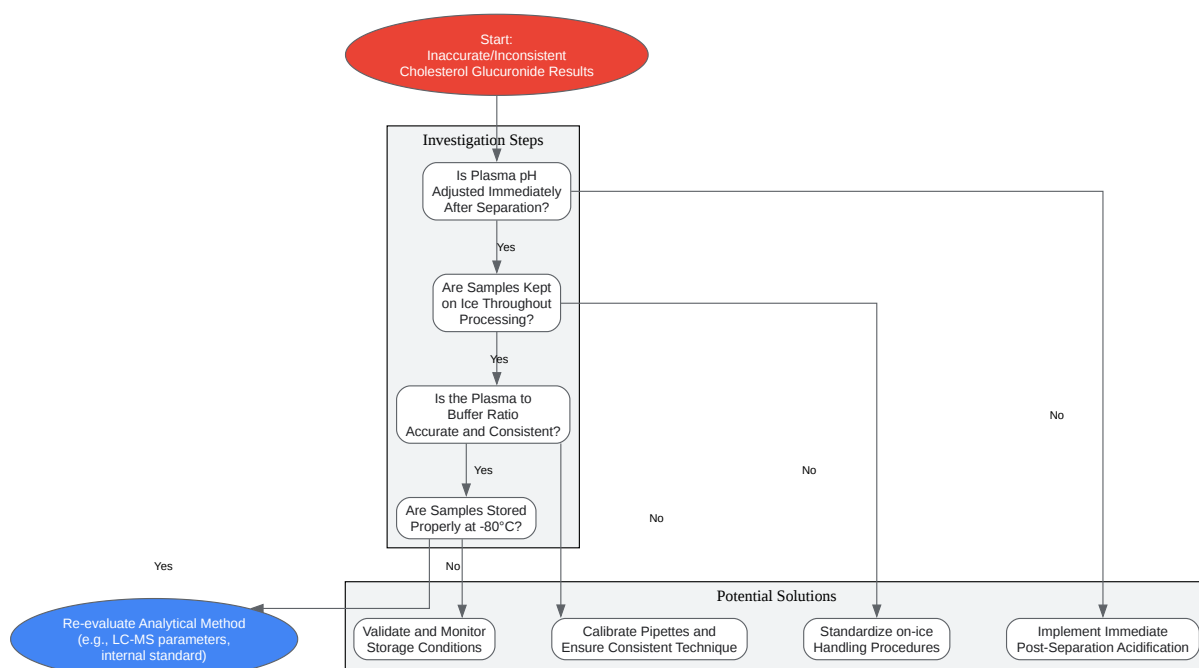 Start:
Inaccurate/Inconsistent
Cholesterol Glucuronide Results
Investigation Steps
Is Plasma pH
Adjusted Immediately
After Separation?
Yes
Are Samples Kept
on Ice Throughout
Processing?
Yes
Is the Plasma to
Buffer Ratio
Accurate and Consistent?
No
Yes
No
Are Samples Stored
Properly at -80°C?
No
Yes
No
Potential Solutions
Re-evaluate Analytical Method
(e.g., LC-MS parameters,
internal standard)
Validate and Monitor
Storage Conditions
Calibrate Pipettes and
Ensure Consistent Technique
Standardize on-ice
Handling Procedures
Implement Immediate
Post-Separation Acidification